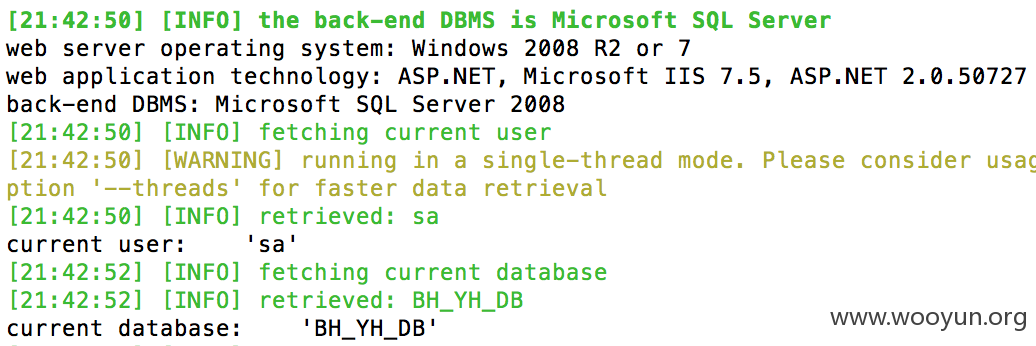 [21:42:50] [INFO] the back-end DBMS is Microsoft SQL Server
web server operating system: Windows 2008 R2 or 7
web application technology: ASP.NET, Microsoft IIS 7.5, ASP.NET 2.0.50727
back-end DBMS: Microsoft SQL Server 2008
[21:42:50] [INFO] fetching current user
[21:42:50] [WARNING] running in a single-thread mode. Please consider usag
ption '--threads' for faster data retrieval
[21:42:50] [INFO] retrieved: sa
current user:    'sa'
[21:42:52] [INFO] fetching current database
[21:42:52] [INFO] retrieved: BH_YH_DB
current database:    'BH_YH_DB'
www.wooyun.org